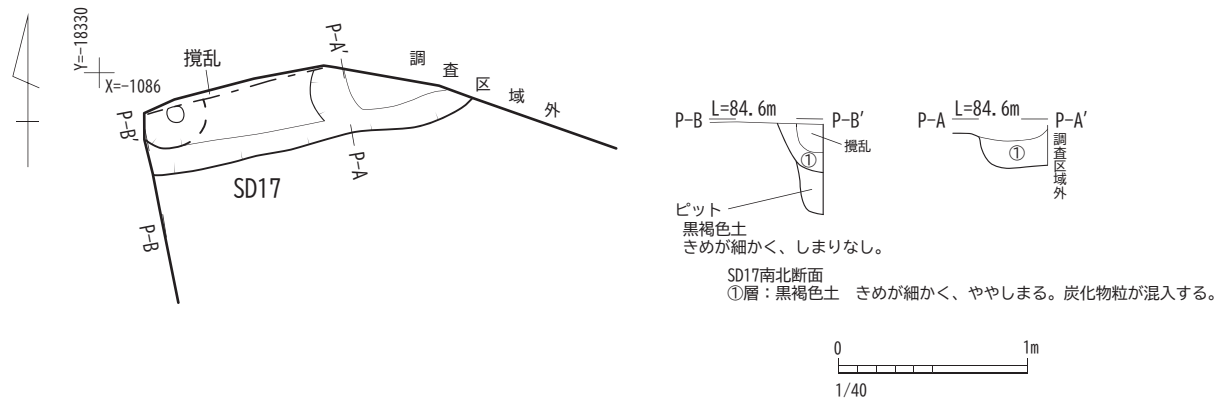 Y=-18330
X=-1086
攪乱
P-A'
調査区域外
P-B'
P-A
SD17
P-B
P-B L=84.6m P-B'
攪乱
①
ピット
黒褐色土
きめが細かく、しまりなし。
P-A L=84.6m P-A'
①
調査区域外
SD17南北断面
①層：黒褐色土　きめが細かく、ややしまる。炭化物粒が混入する。
0 1m
1/40